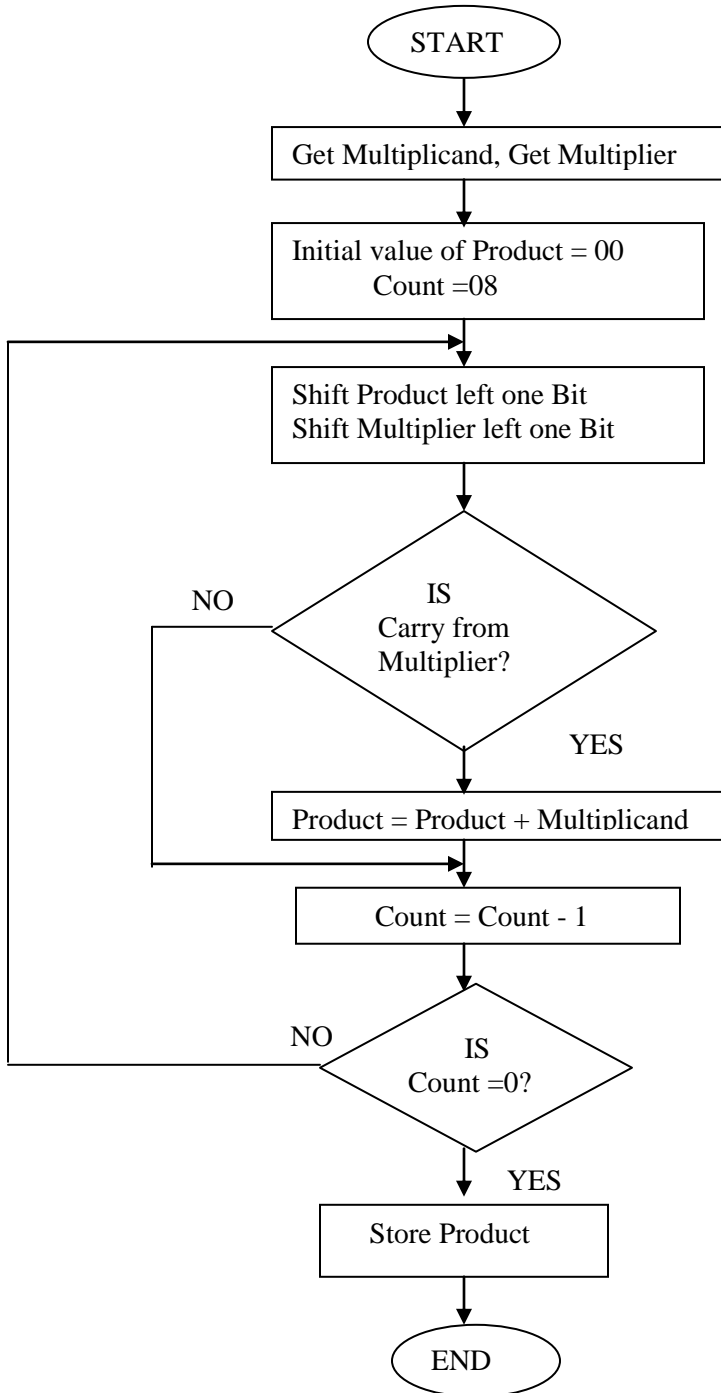 START
Get Multiplicand, Get Multiplier
Initial value of Product = 00
Count =08
Shift Product left one Bit
Shift Multiplier left one Bit
NO
IS
Carry from
Multiplier?
YES
Product = Product + Multiplicand
Count = Count - 1
NO
IS
Count =0?
YES
Store Product
END